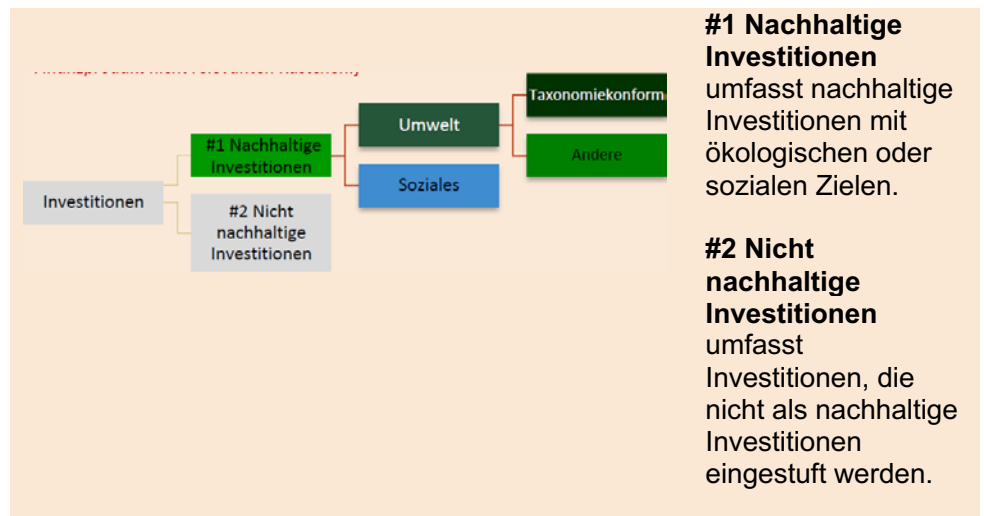 Taxonomiekonform
Umwelt
#1 Nachhaltige
Investitionen
Andere
Soziales
Investitionen
#2 Nicht
nachhaltige
Investitionen
#1 Nachhaltige
Investitionen
umfasst nachhaltige
Investitionen mit
ökologischen oder
sozialen Zielen.
#2 Nicht
nachhaltige
Investitionen
umfasst
Investitionen, die
nicht als nachhaltige
Investitionen
eingestuft werden.